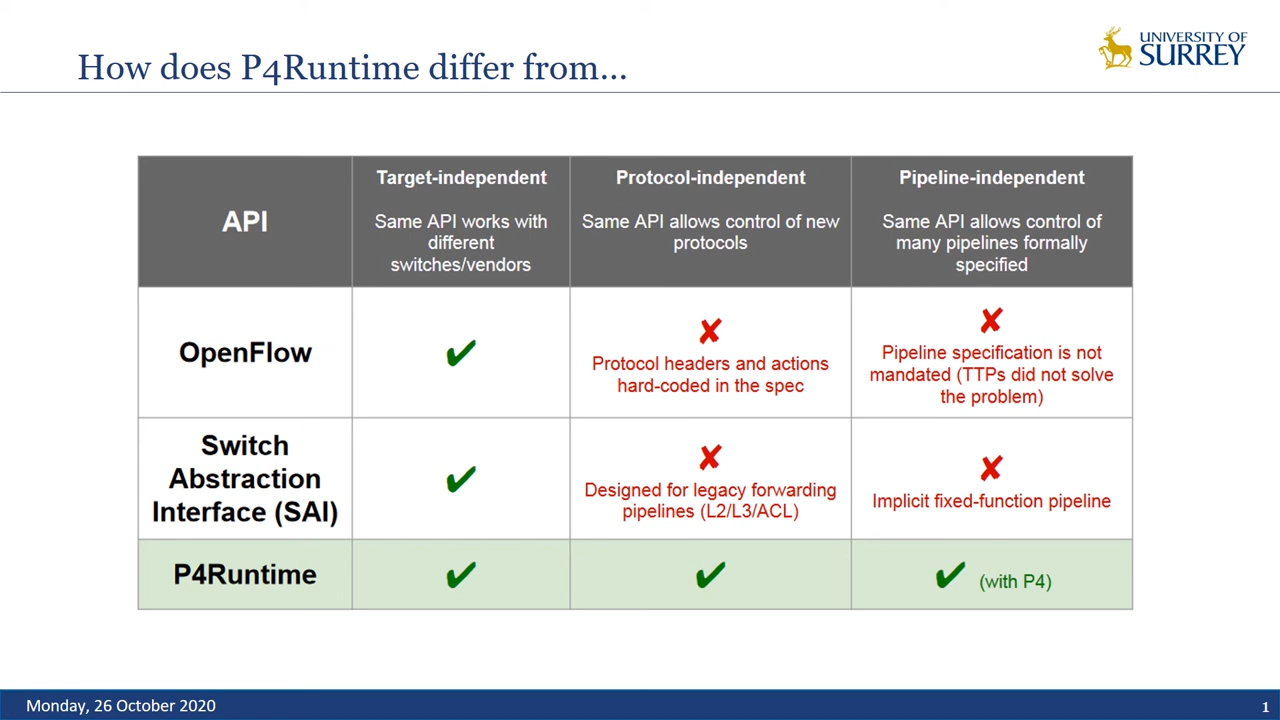 How does P4Runtime differ from...
UNIVERSITY OF
SURREY
API
Target-independent
Same API works with
different
switches/vendors
Protocol-independent
Same API allows control of new
protocols
Pipeline-independent
Same API allows control of
many pipelines formally
specified
OpenFlow
✔
✘
Protocol headers and actions
hard-coded in the spec
✘
Pipeline specification is not
mandated (TTPs did not solve
the problem)
Switch
Abstraction
Interface (SAI)
✔
✘
Designed for legacy forwarding
pipelines (L2/L3/ACL)
✘
Implicit fixed-function pipeline
P4Runtime
✔
✔
✔ (with P4)
Monday, 26 October 2020
1